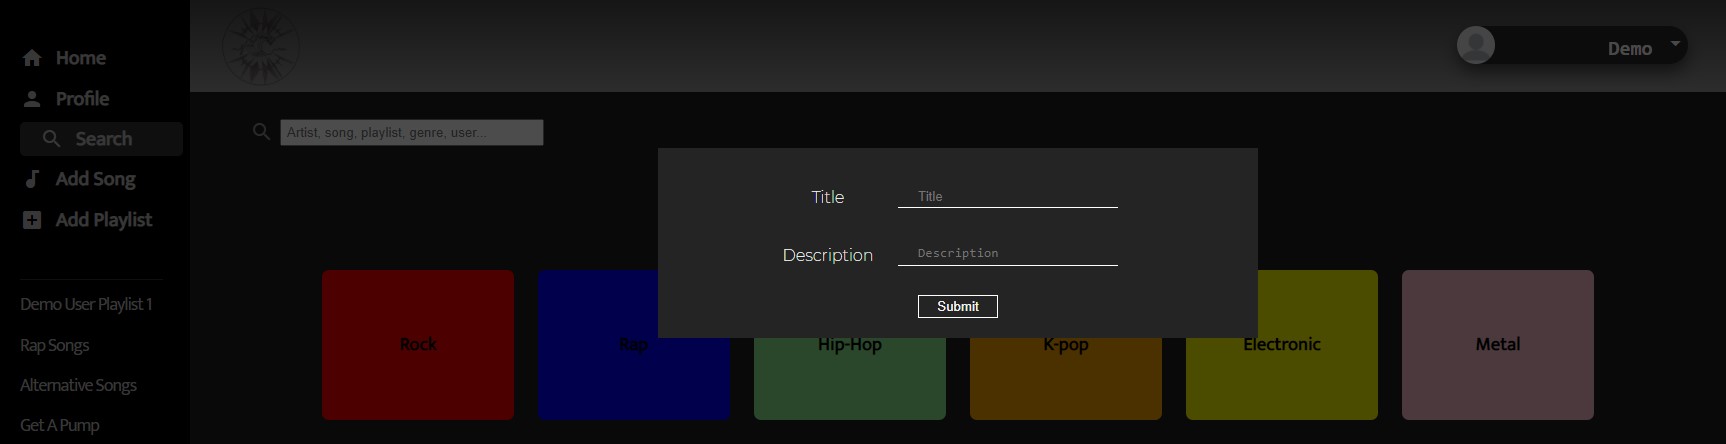 Home
Profile
Search
Add Song
Add Playlist
Demo User Playlist 1
Rap Songs
Alternative Songs
Get A Pump
Demo
Artist, song, playlist, genre, user...
Title Title
Description Description
Submit
Rock Rap Hip-Hop K-pop Electronic Metal